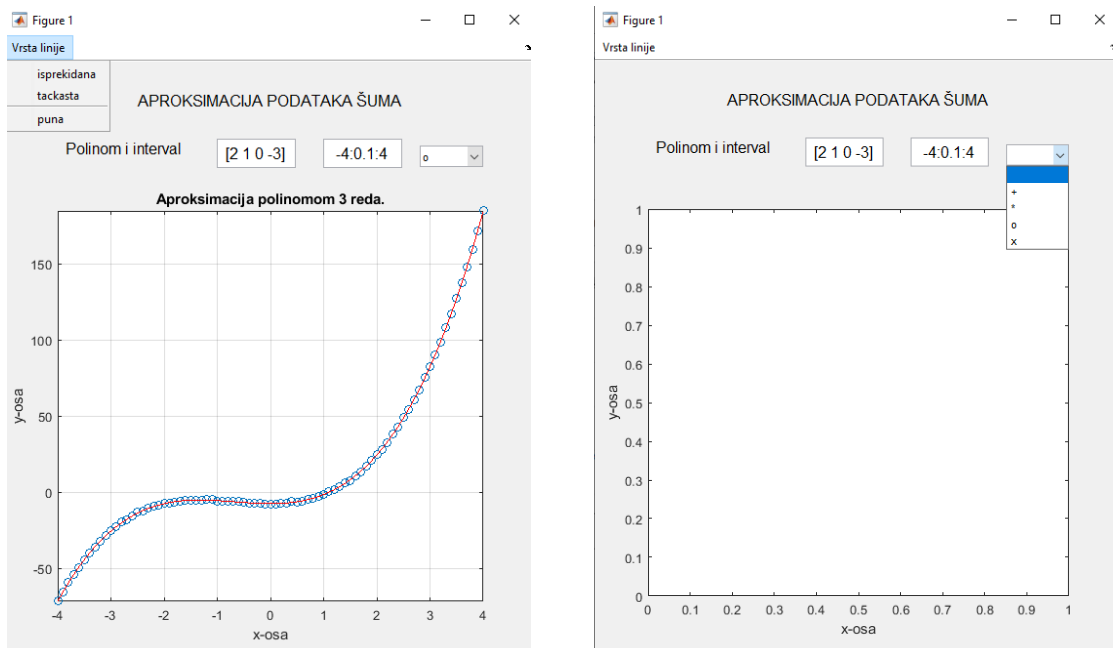 Figure 1
Vrsta linije
isprekidana
tackasta
puna
APROKSIMACIJA PODATAKA ŠUMA
Polinom i interval
[2 1 0 -3]
-4:0.1:4
o
Aproksimacija polinomom 3 reda.
y-osa
150
100
50
0
-50
-4 -3 -2 -1 0 1 2 3 4
x-osa
Figure 1
Vrsta linije
APROKSIMACIJA PODATAKA ŠUMA
Polinom i interval
[2 1 0 -3]
-4:0.1:4
+
*
o
x
y-osa
1
0.9
0.8
0.7
0.6
0.5
0.4
0.3
0.2
0.1
0
0 0.1 0.2 0.3 0.4 0.5 0.6 0.7 0.8 0.9 1
x-osa